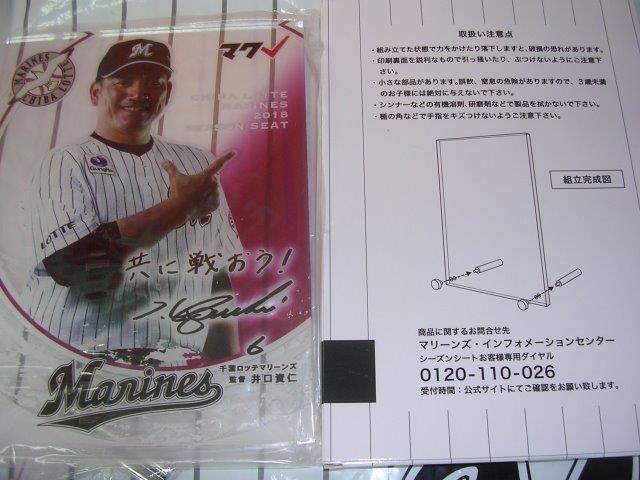 MARINES
CHIBA LOTTE
M
マクレ
CHIBA LOTTE
MARINES
2018
SEASON SEAT
GungHo
LOTTE
共に戦おう!
6
千葉ロッテマリーンズ
監督 井口資仁
Marines
取扱い注意点
・組み立てた状態で力をかけたり落下しますと、破損の恐れがあります。
・印刷裏面を鋭利なもので引っ掻いたり、ぶつけないようにご注意下さい。
・小さな部品があります。誤飲、窒息の危険がありますので、3歳未満のお子様には絶対に与えないで下さい。
・シンナーなどの有機溶剤、研磨剤などで製品を拭かないで下さい。
・楯の角などで手指をキズつけないようご注意下さい。
組立完成図
商品に関するお問合せ先
マリーンズ・インフォメーションセンター
シーズンシートお客様専用ダイヤル
0120-110-026
受付時間：公式サイトにてご確認をお願い致します。